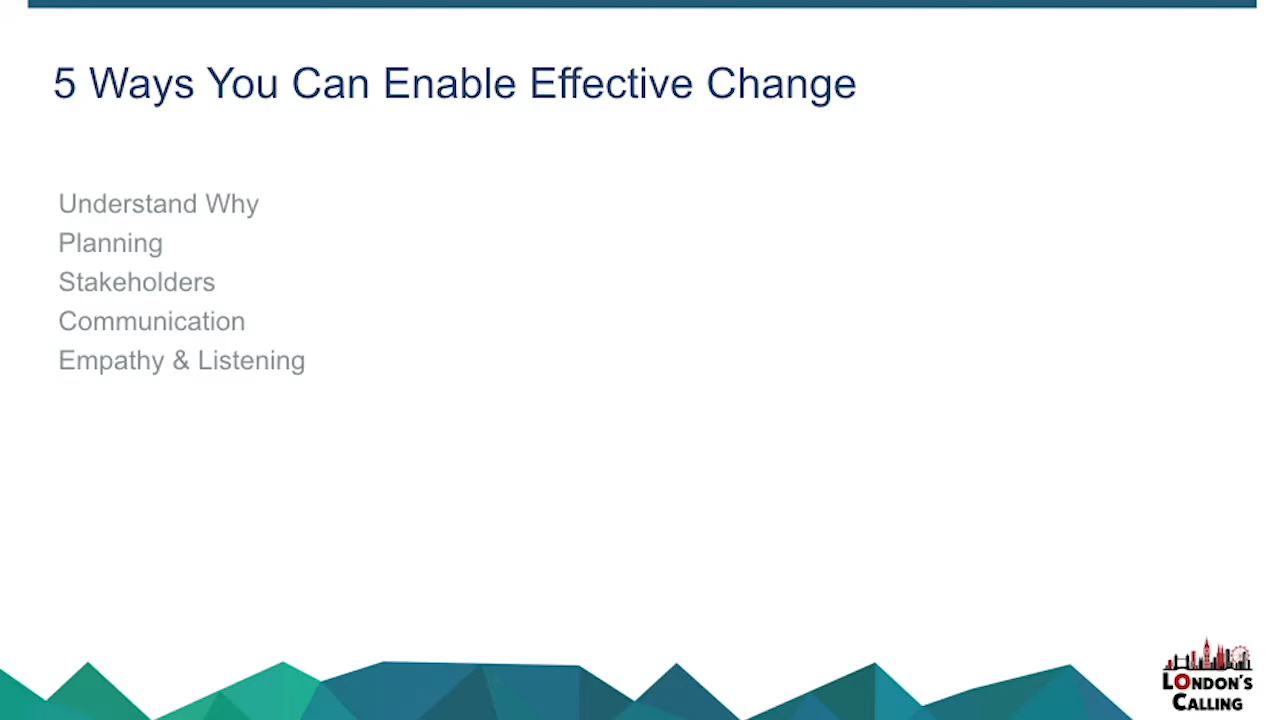 5 Ways You Can Enable Effective Change
Understand Why
Planning
Stakeholders
Communication
Empathy & Listening
LONDON'S
CALLING